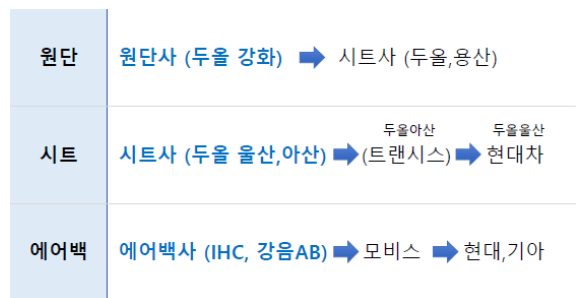 원단
원단사 (두올 강화) ➡ 시트사 (두올,용산)
두올아산 두올울산
시트
시트사 (두올 울산,아산) ➡ (트랜시스) ➡ 현대차
에어백
에어백사 (IHC, 강음AB) ➡ 모비스 ➡ 현대,기아